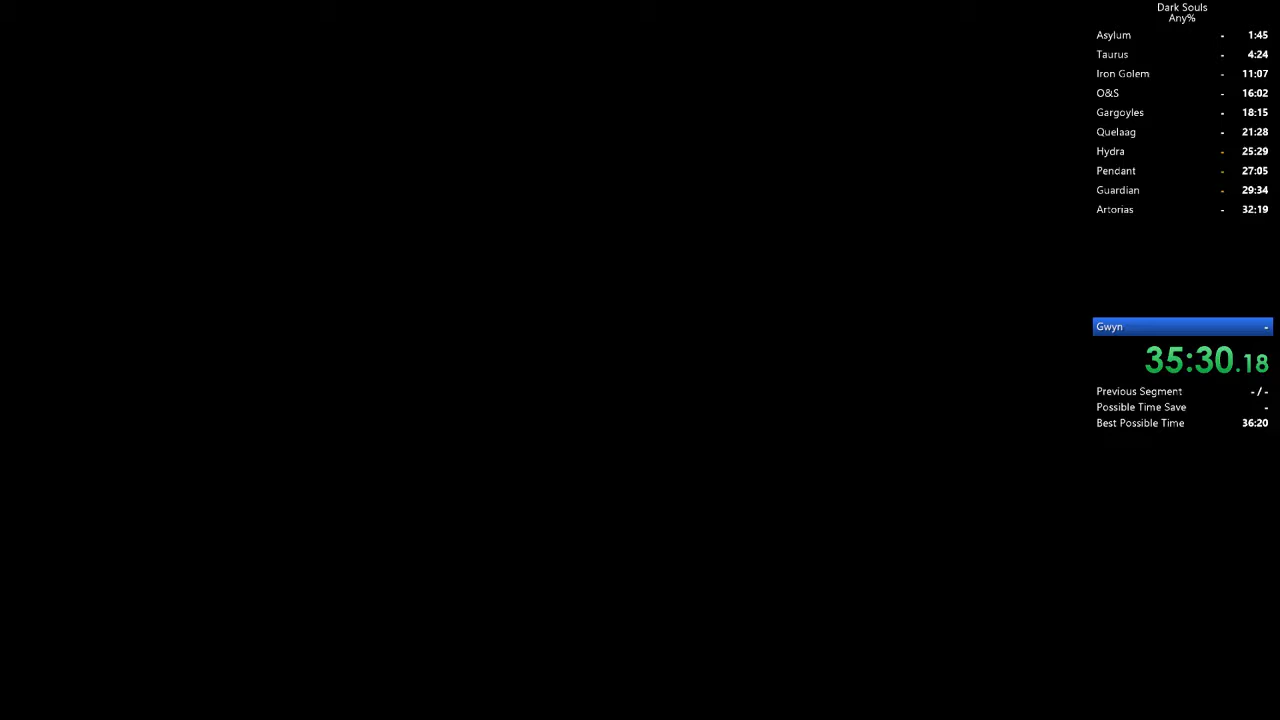 Dark Souls
Any%
Asylum - 1:45
Taurus - 4:24
Iron Golem - 11:07
O&S - 16:02
Gargoyles - 18:15
Quelaag - 21:28
Hydra - 25:29
Pendant - 27:05
Guardian - 29:34
Artorias - 32:19
Gwyn -
35:30.18
Previous Segment - / -
Possible Time Save -
Best Possible Time 36:20